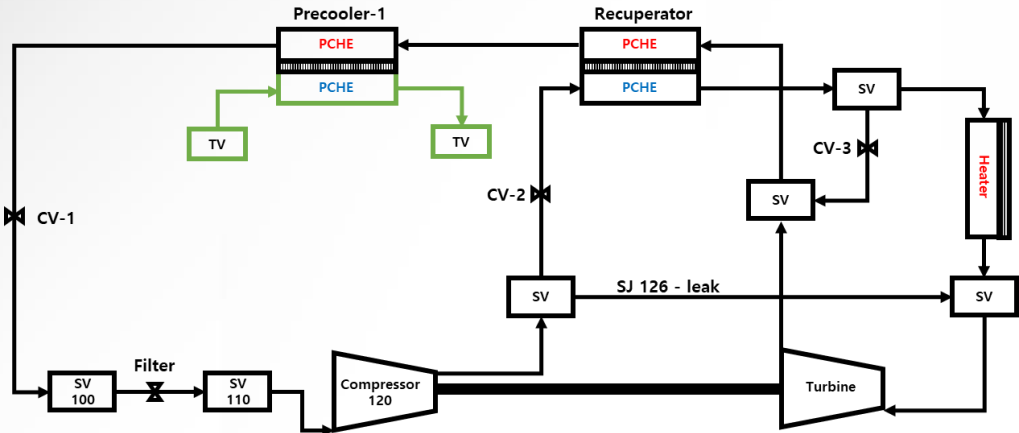 Precooler-1
Recuperator
PCHE
PCHE
PCHE
PCHE
SV
TV
TV
CV-3
Heater
CV-2
SV
CV-1
SV
SJ 126 - leak
SV
Filter
SV
100
SV
110
Compressor
120
Turbine